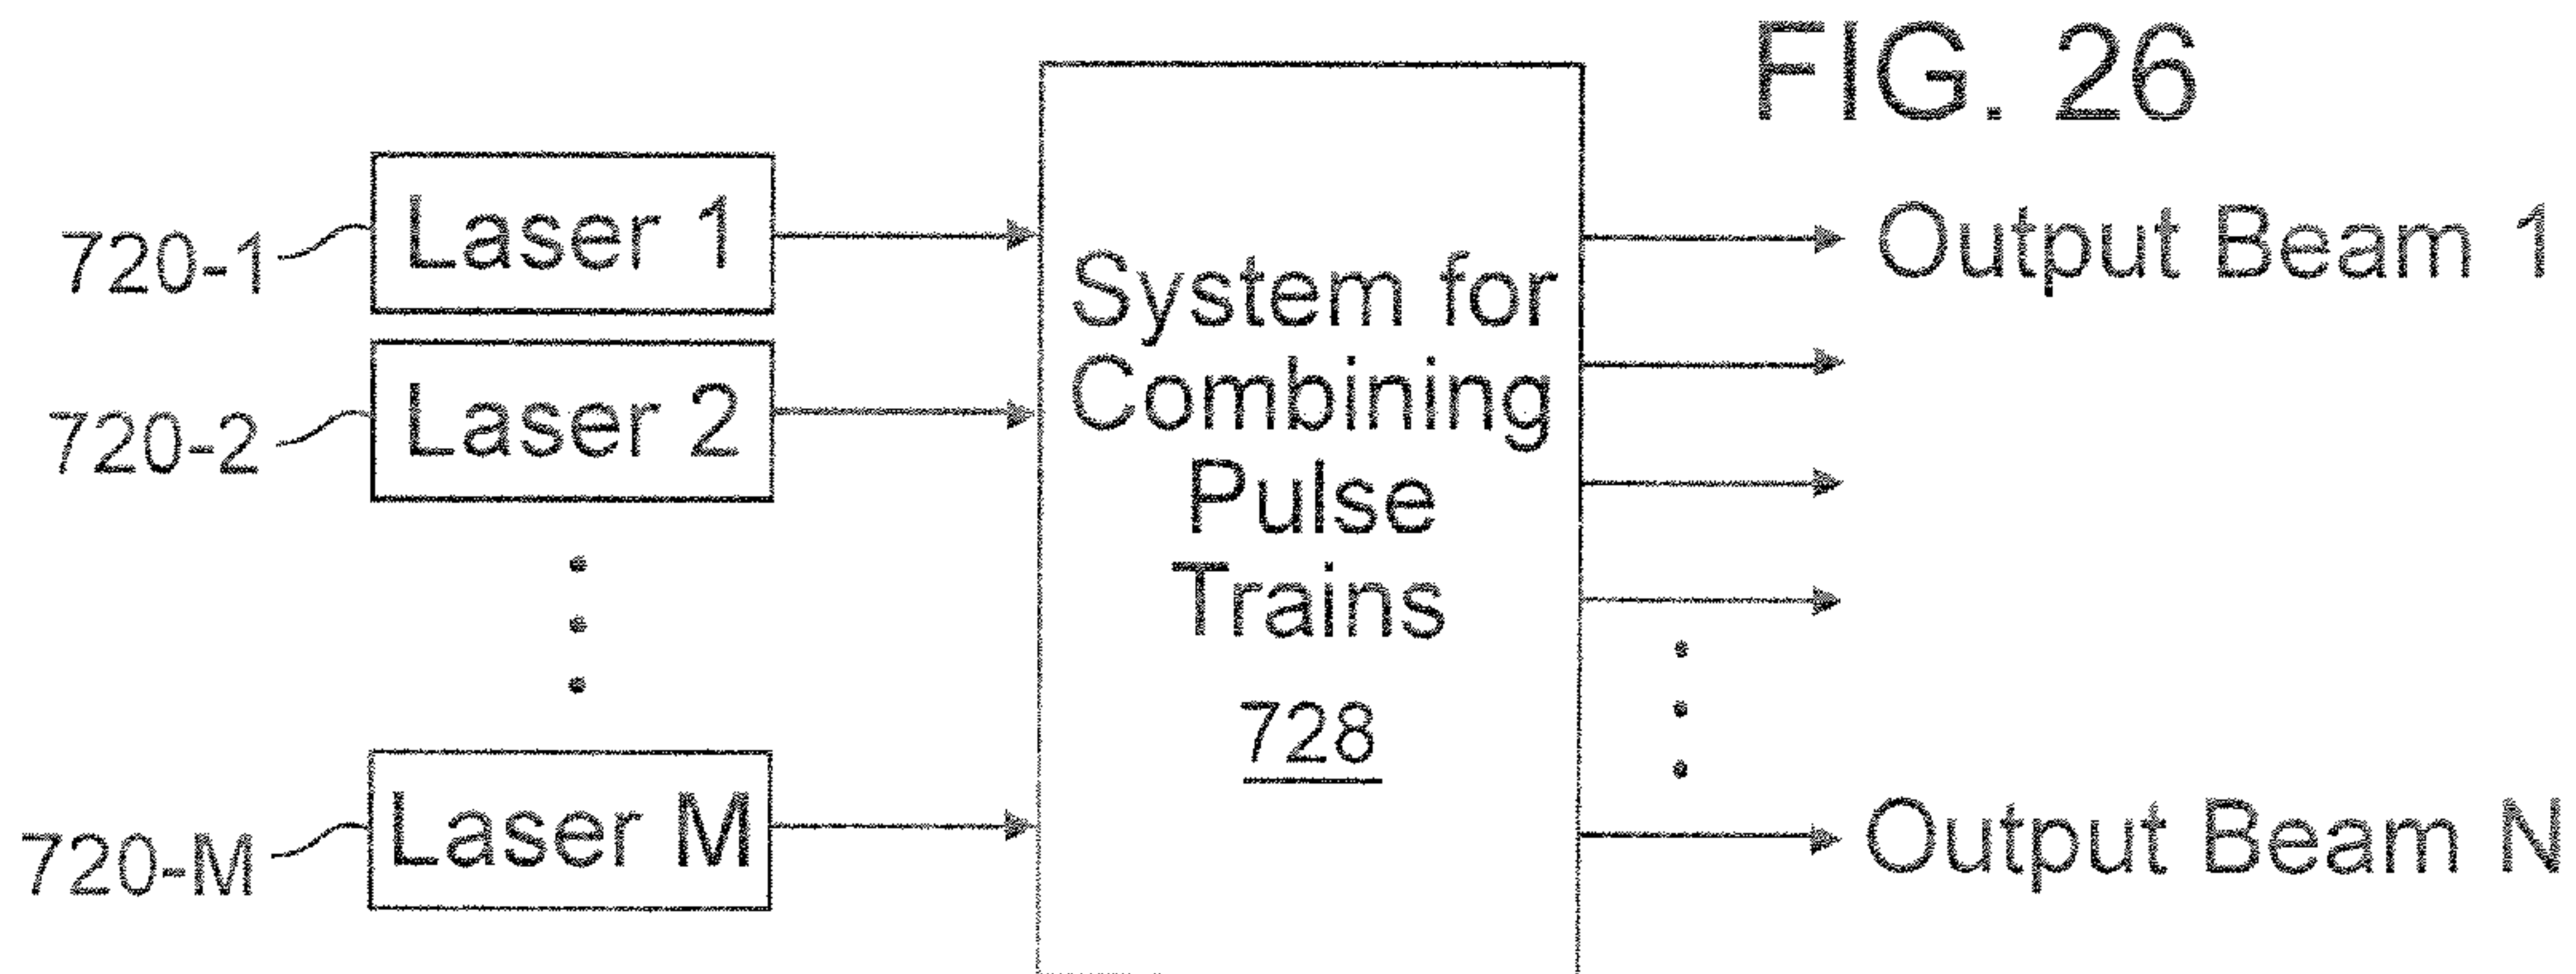 FIG. 26
720-1
Laser 1
720-2
Laser 2
720-M
Laser M
System for
Combining
Pulse
Trains
728
Output Beam 1
Output Beam N